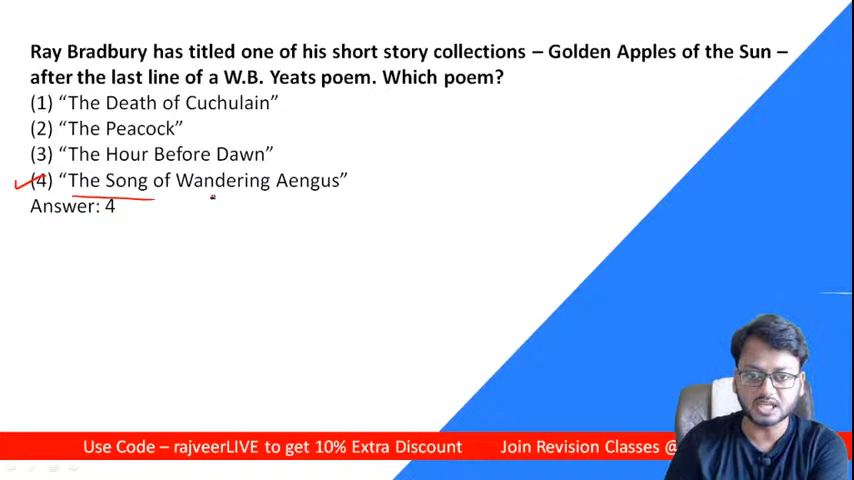 Ray Bradbury has titled one of his short story collections – Golden Apples of the Sun –
after the last line of a W.B. Yeats poem. Which poem?
(1) “The Death of Cuchulain”
(2) “The Peacock”
(3) “The Hour Before Dawn”
(4) “The Song of Wandering Aengus”
Answer: 4
Use Code – rajveerLIVE to get 10% Extra Discount
Join Revision Classes @